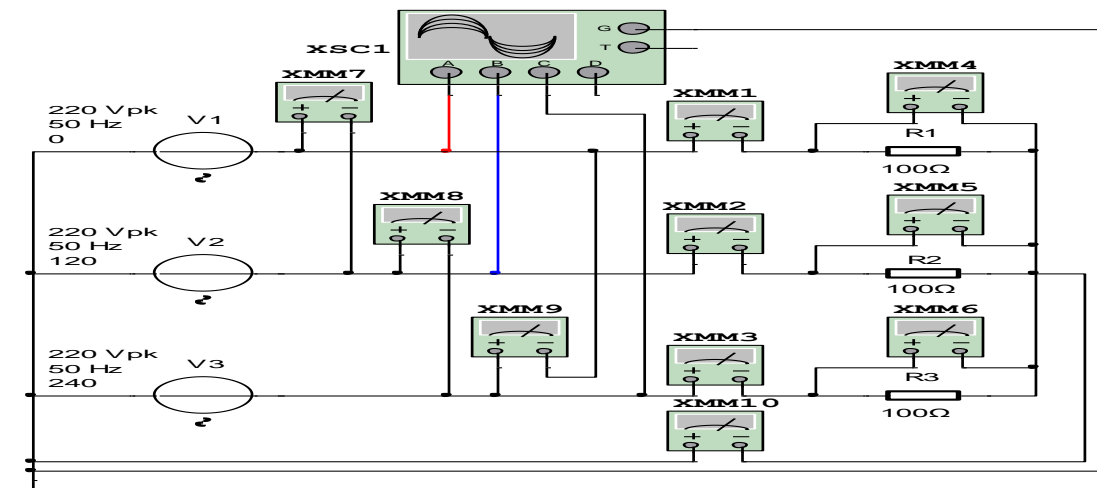 XSC1
G
T
A B C D
XMM7
+ −
220 Vpk
50 Hz
0
V1
XMM1
+ −
XMM4
+ −
R1
100Ω
XMM8
+ −
220 Vpk
50 Hz
120
V2
XMM2
+ −
XMM5
+ −
R2
100Ω
XMM9
+ −
220 Vpk
50 Hz
240
V3
XMM3
+ −
XMM6
+ −
R3
100Ω
XMM10
+ −